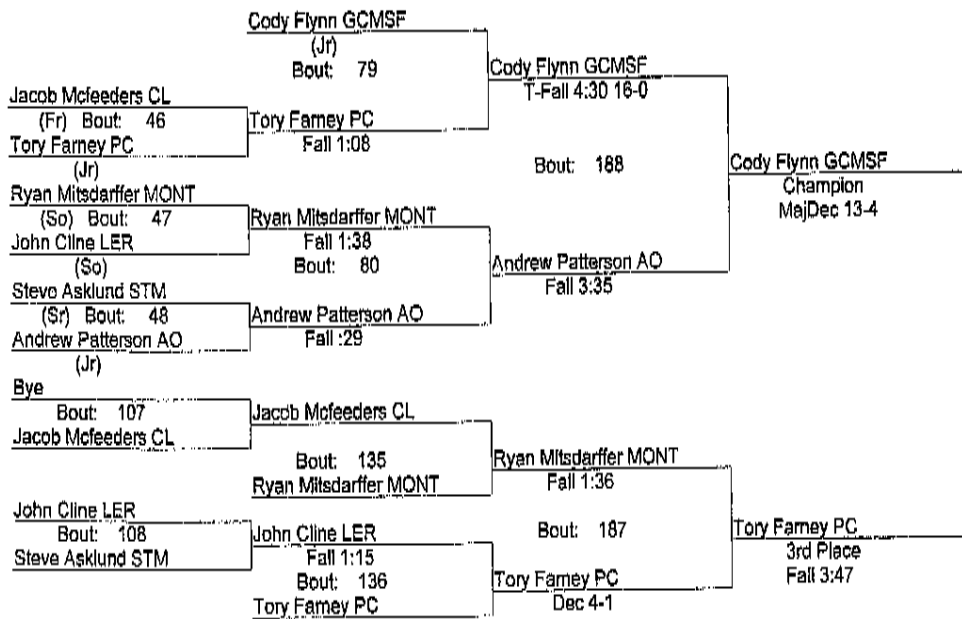 Cody Flynn GCMSF
(Jr)
Bout: 79
Cody Flynn GCMSF
T-Fall 4:30 16-0
Jacob Mcfeeders CL
(Fr) Bout: 46
Tory Farney PC
Tory Farney PC
Fall 1:08
(Jr)
Bout: 188
Cody Flynn GCMSF
Champion
MajDec 13-4
Ryan Mitsdarffer MONT
(So) Bout: 47
Ryan Mitsdarffer MONT
John Cline LER
Fall 1:38
(So)
Bout: 80
Andrew Patterson AO
Fall 3:35
Steve Asklund STM
(Sr) Bout: 48
Andrew Patterson AO
Andrew Patterson AO
Fall :29
(Jr)
Bye
Bout: 107
Jacob Mcfeeders CL
Jacob Mcfeeders CL
Bout: 135
Ryan Mitsdarffer MONT
Fall 1:36
Ryan Mitsdarffer MONT
John Cline LER
Bout: 108
John Cline LER
Bout: 187
Tory Farney PC
3rd Place
Fall 3:47
Steve Asklund STM
Fall 1:15
Bout: 136
Tory Farney PC
Dec 4-1
Tory Farney PC